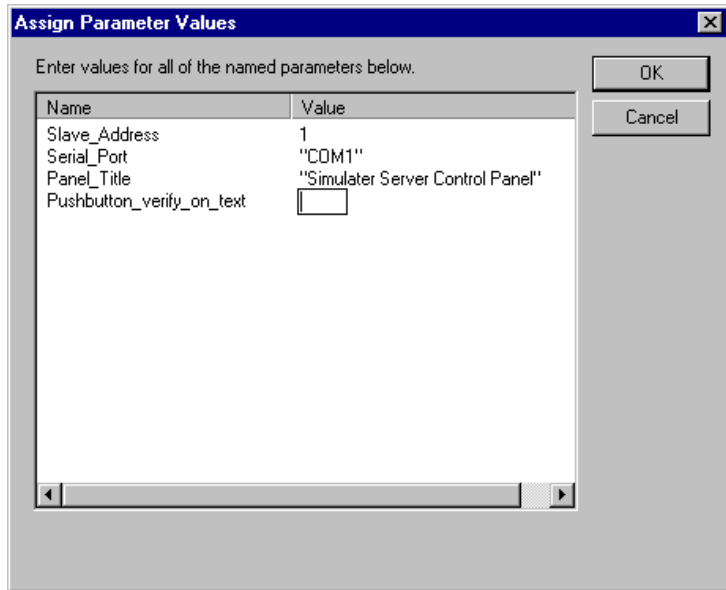 Assign Parameter Values
Enter values for all of the named parameters below.
OK
Cancel
Name Value
Slave_Address 1
Serial_Port "COM1"
Panel_Title "Simulater Server Control Panel"
Pushbutton_verify_on_text